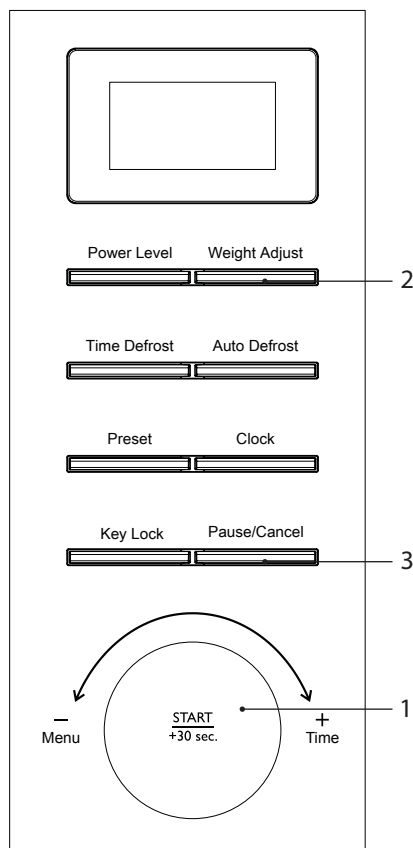 Power Level Weight Adjust
2
Time Defrost Auto Defrost
Preset Clock
Key Lock Pause/Cancel
3
START
+30 sec.
1
− +
Menu Time